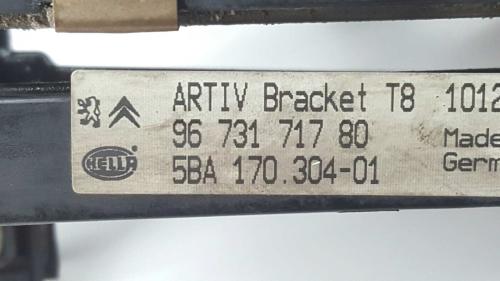 ARTIV Bracket T8 1012
96 731 717 80 Made
HELLA 5BA 170.304-01 Germ